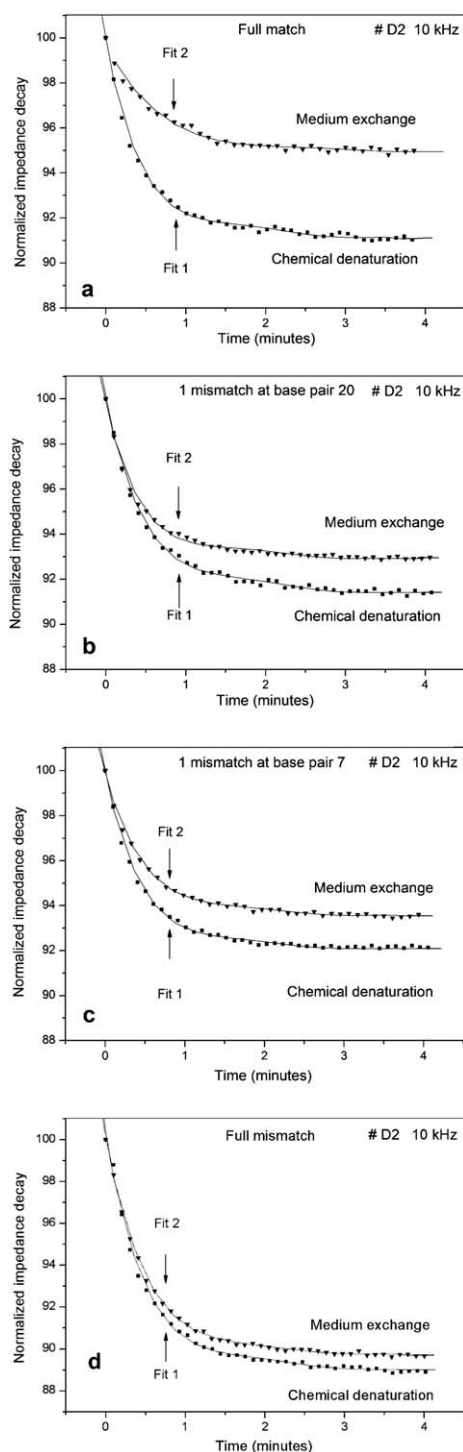 Full match # D2 10 kHz
100
98
96
94
92
90
88
Normalized impedance decay
Fit 2
Medium exchange
Fit 1
Chemical denaturation
a
0 1 2 3 4
Time (minutes)
1 mismatch at base pair 20 # D2 10 kHz
100
98
96
94
92
90
88
Normalized impedance decay
Fit 2
Medium exchange
Fit 1
Chemical denaturation
b
0 1 2 3 4
Time (minutes)
1 mismatch at base pair 7 # D2 10 kHz
100
98
96
94
92
90
88
Normalized impedance decay
Fit 2
Medium exchange
Fit 1
Chemical denaturation
c
0 1 2 3 4
Time (minutes)
Full mismatch # D2 10 kHz
100
98
96
94
92
90
88
Normalized impedance decay
Fit 2
Medium exchange
Fit 1
Chemical denaturation
d
0 1 2 3 4
Time (minutes)